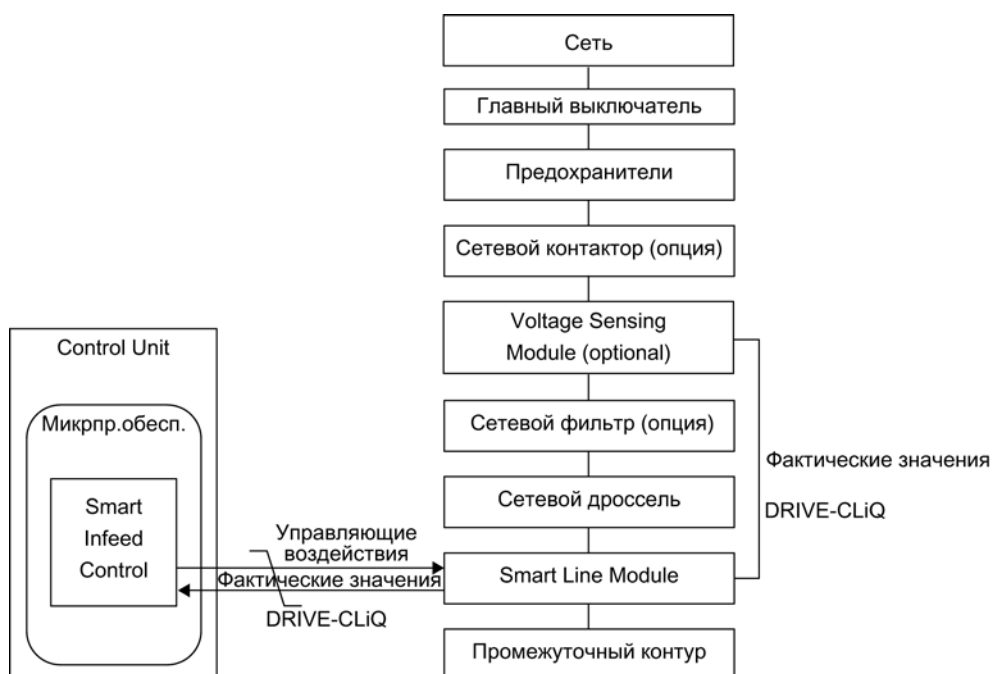 Сеть
Главный выключатель
Предохранители
Сетевой контактор (опция)
Voltage Sensing
Module (optional)
Сетевой фильтр (опция)
Сетевой дроссель
Smart Line Module
Промежуточный контур
Фактические значения
DRIVE-CLiQ
Control Unit
Микрпр.обесп.
Smart
Infeed
Control
Управляющие
воздействия
Фактические значения
DRIVE-CLiQ